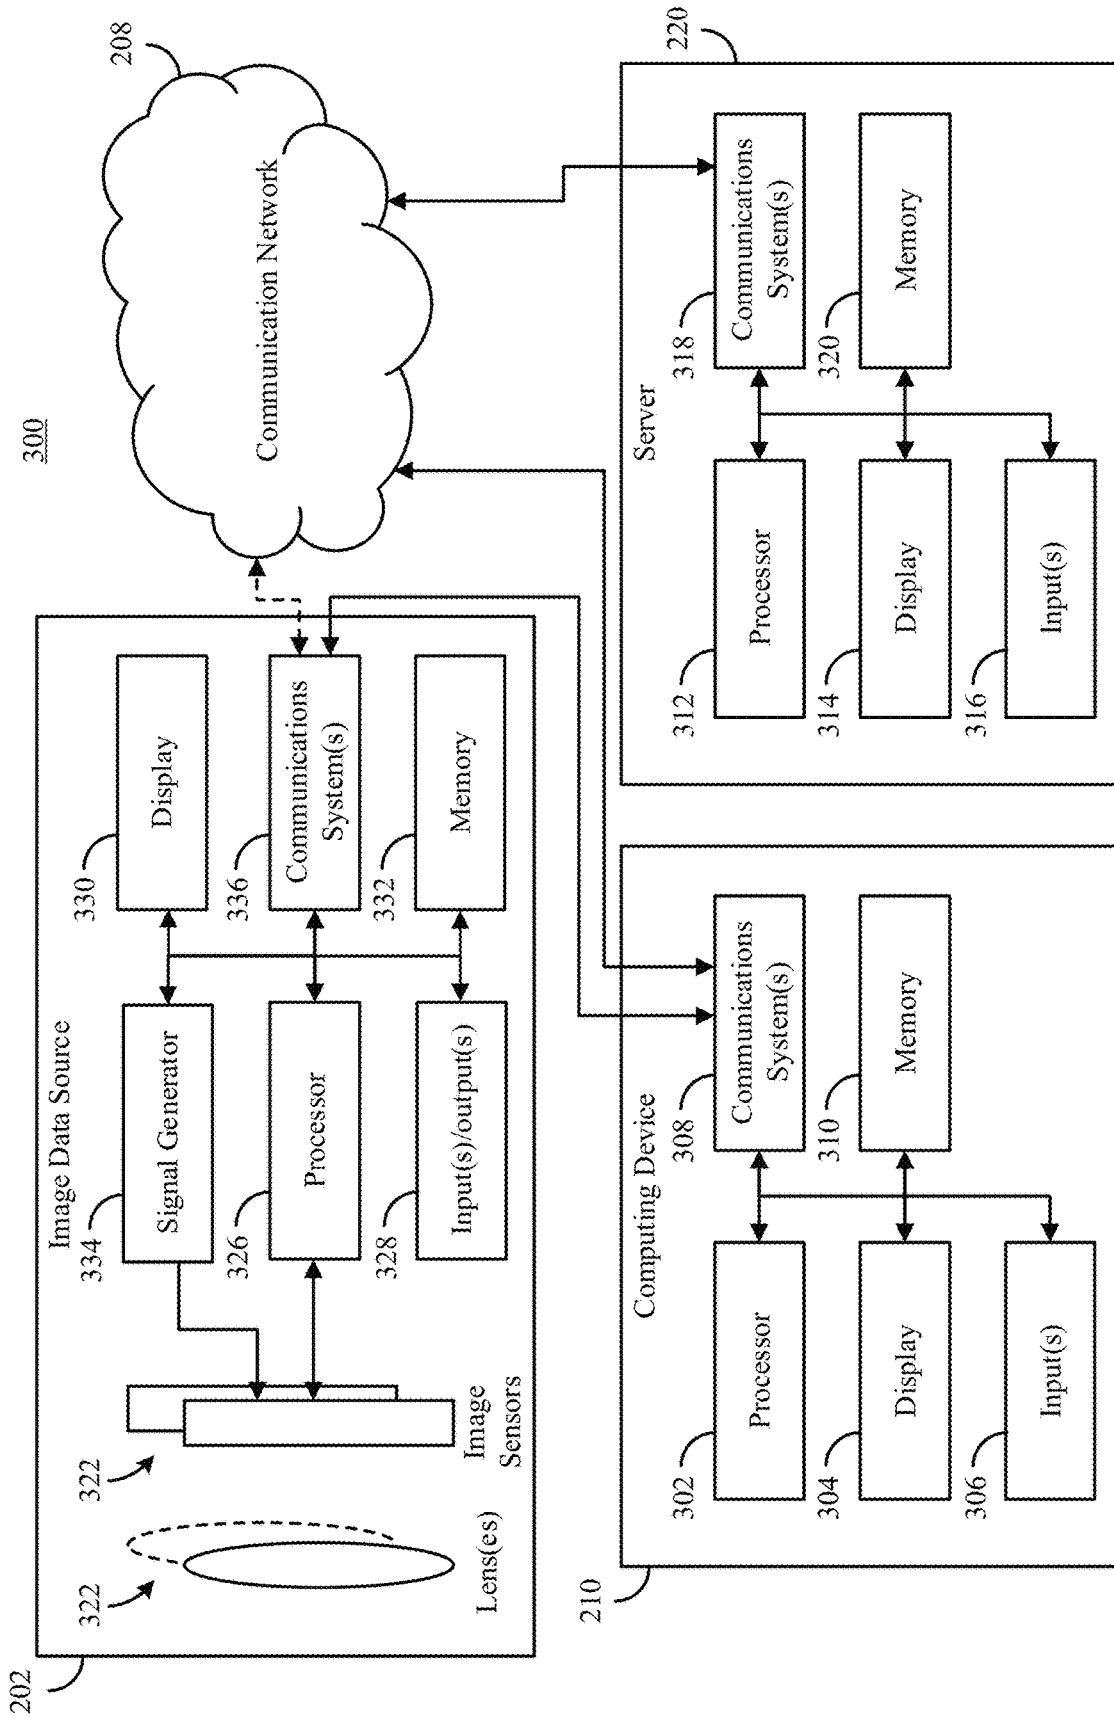 300
202
Image Data Source
322
Lens(es)
322
Image
Sensors
334
Signal Generator
330
Display
326
Processor
336
Communications
System(s)
328
Input(s)/output(s)
332
Memory
208
Communication Network
210
Computing Device
302
Processor
308
Communications
System(s)
304
Display
310
Memory
306
Input(s)
220
Server
312
Processor
318
Communications
System(s)
314
Display
320
Memory
316
Input(s)